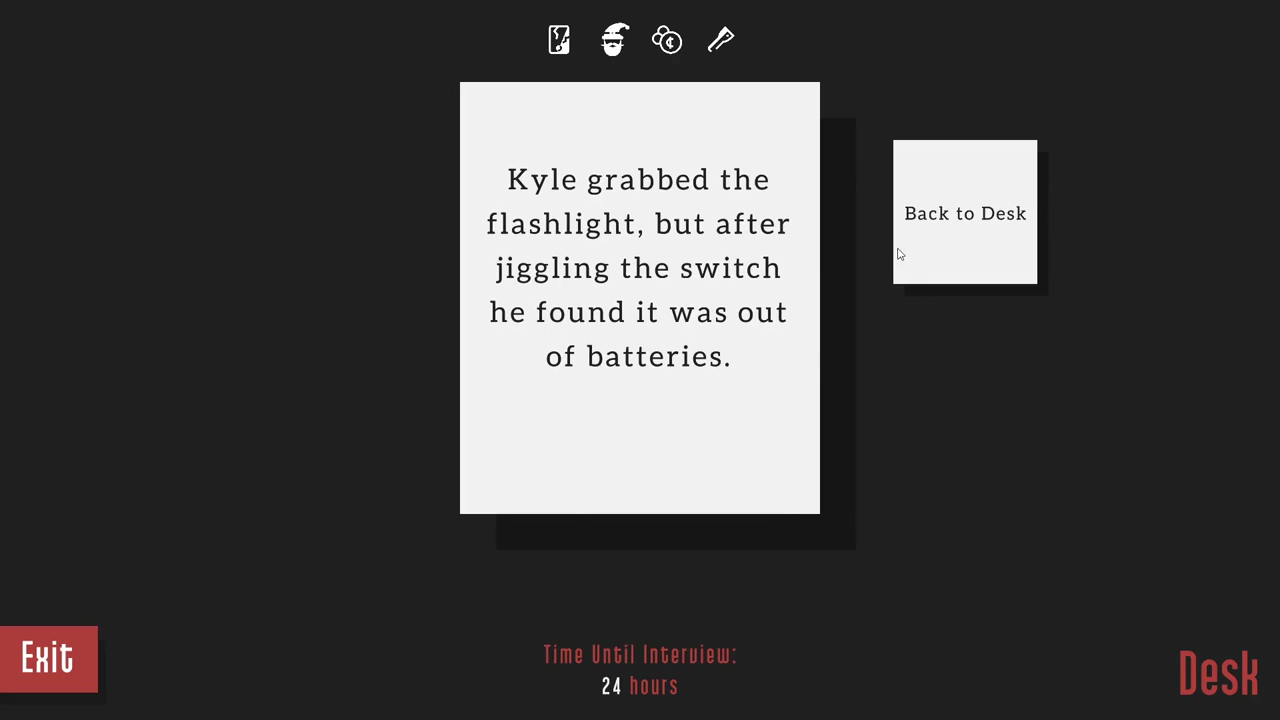 Kyle grabbed the
flashlight, but after
jiggling the switch
he found it was out
of batteries.
Back to Desk
Exit
Time Until Interview:
24 hours
Desk